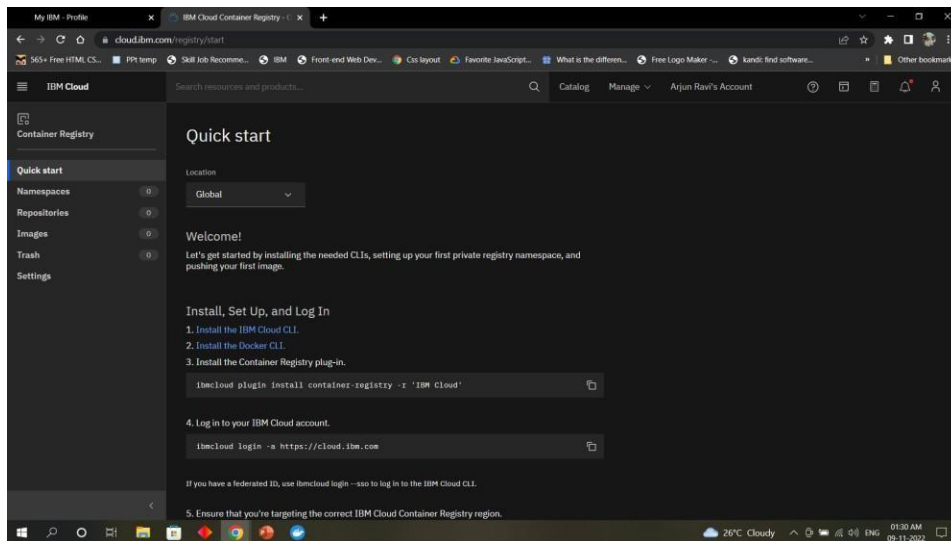 My IBM - Profile
IBM Cloud Container Registry - C
cloud.ibm.com/registry/start
565+ Free HTML, CS...
PPt temp
Skill Job Recomme...
IBM
Front-end Web Dev...
Css layout
Favorite JavaScript...
What is the differen...
Free Logo Maker -...
kandi: find software...
»
Other bookmark
IBM Cloud
Search resources and products...
Catalog
Manage
Arjun Ravi's Account
Container Registry
Quick start
Namespaces 0
Repositories 0
Images 0
Trash 0
Settings
Quick start
Location
Global
Welcome!
Let's get started by installing the needed CLIs, setting up your first private registry namespace, and
pushing your first image.
Install, Set Up, and Log In
1. Install the IBM Cloud CLI.
2. Install the Docker CLI.
3. Install the Container Registry plug-in.
ibmcloud plugin install container-registry -r 'IBM Cloud'
4. Log in to your IBM Cloud account.
ibmcloud login -a https://cloud.ibm.com
If you have a federated ID, use ibmcloud login --sso to log in to the IBM Cloud CLI.
5. Ensure that you're targeting the correct IBM Cloud Container Registry region.
26°C Cloudy
ENG
01:30 AM
09-11-2022